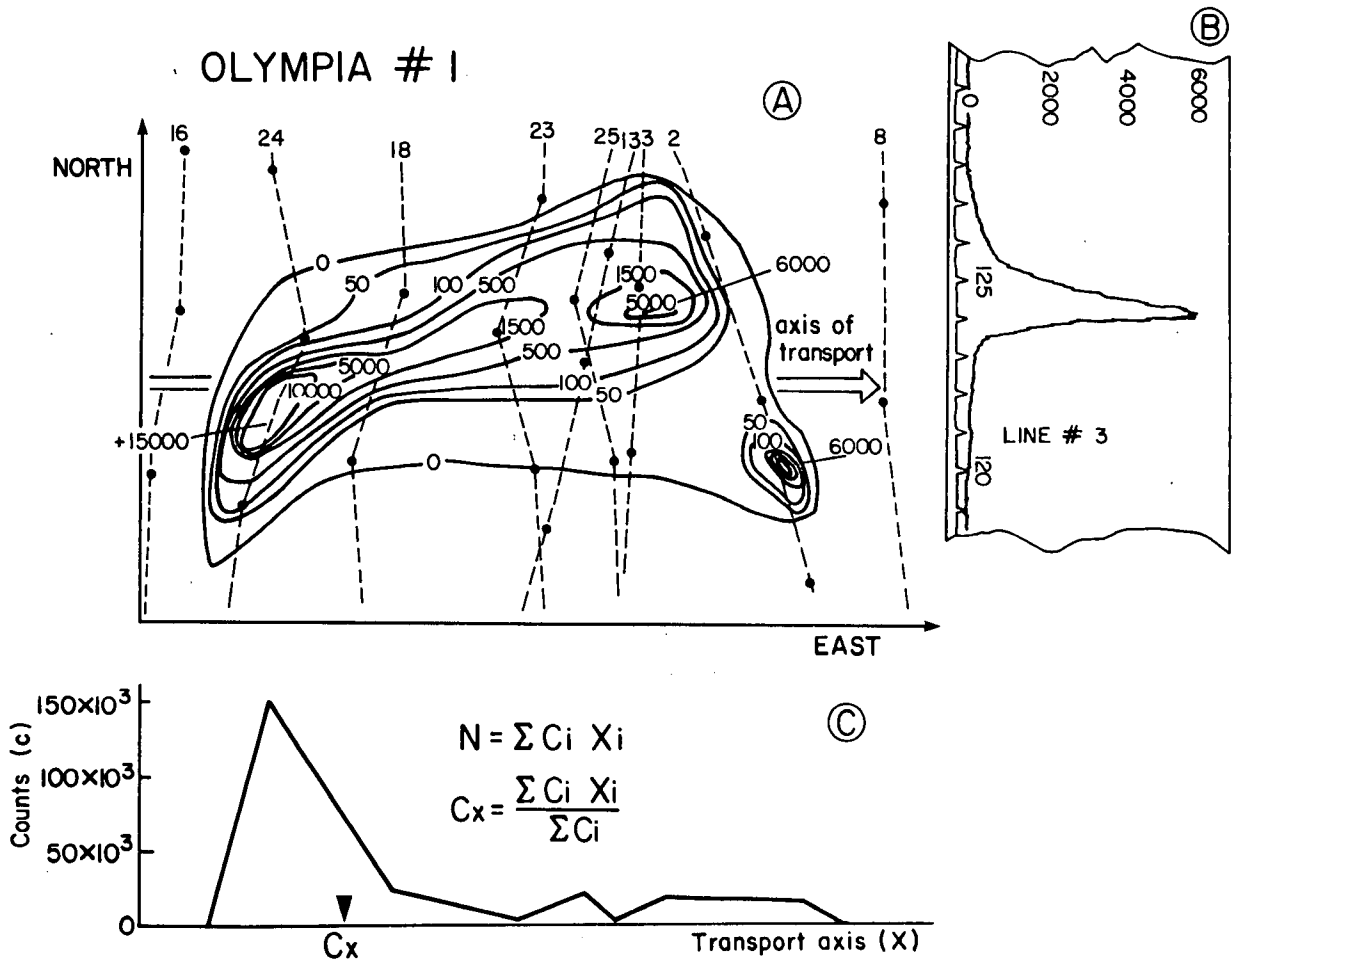 OLYMPIA # 1
A
B
NORTH
16
24
18
23
25
13
3
2
8
0
50
100
500
1500
5000
6000
1500
500
5000
10000
+15000
100
50
axis of
transport
50
100
6000
0
EAST
0
2000
4000
6000
125
LINE # 3
120
C
Counts (c)
150×10³
100×10³
50×10³
0
N = Σ Ci Xi
Cx = Σ Ci Xi
Σ Ci
Cx
Transport axis (X)